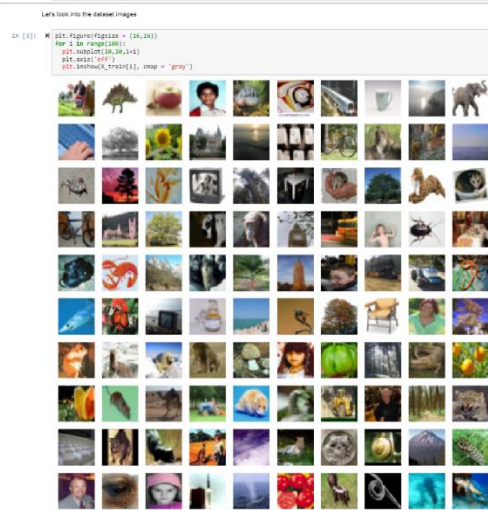 Let's look into the dataset images
In [3]:
plt.figure(figsize = (16,16))
for i in range(100):
plt.subplot(10,10,1+i)
plt.axis('off')
plt.imshow(X_train[i], cmap = 'gray')